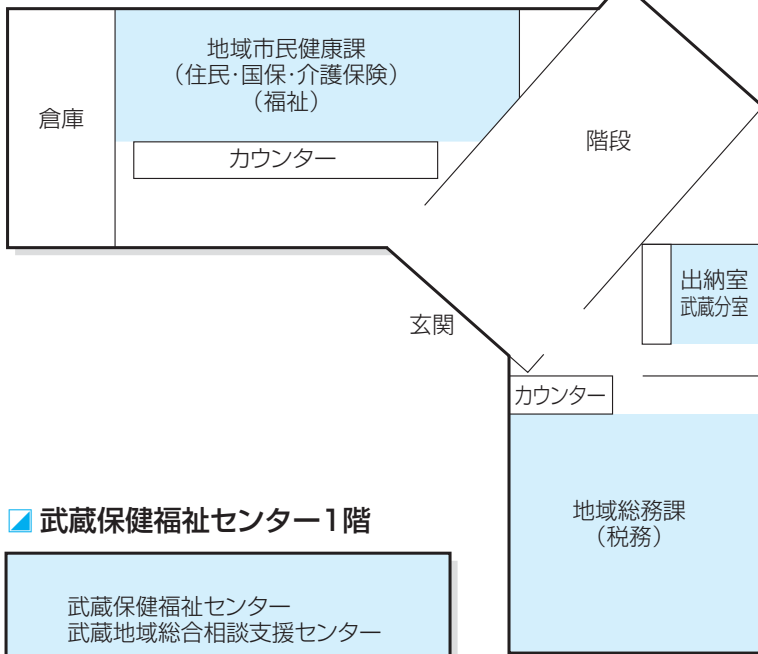 地域市民健康課
（住民・国保・介護保険）
（福祉）
倉庫
カウンター
階段
出納室
武蔵分室
玄関
カウンター
地域総務課
（税務）
武蔵保健福祉センター1階
武蔵保健福祉センター
武蔵地域総合相談支援センター